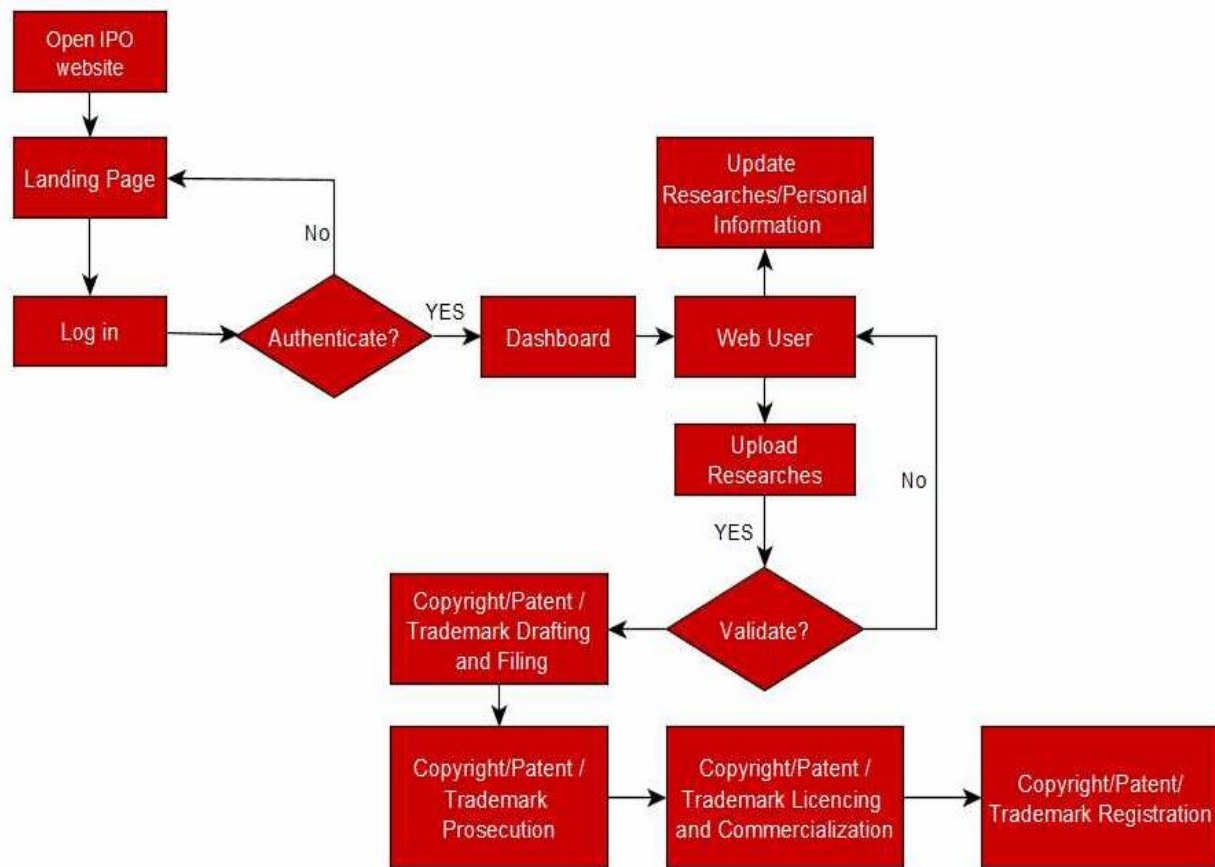 Open IPO
website
Landing Page
No
Log in
Authenticate?
YES
Dashboard
Web User
Update
Researches/Personal
Information
Upload
Researches
No
YES
Validate?
Copyright/Patent /
Trademark Drafting
and Filing
Copyright/Patent /
Trademark
Prosecution
Copyright/Patent /
Trademark Licencing
and Commercialization
Copyright/Patent/
Trademark Registration